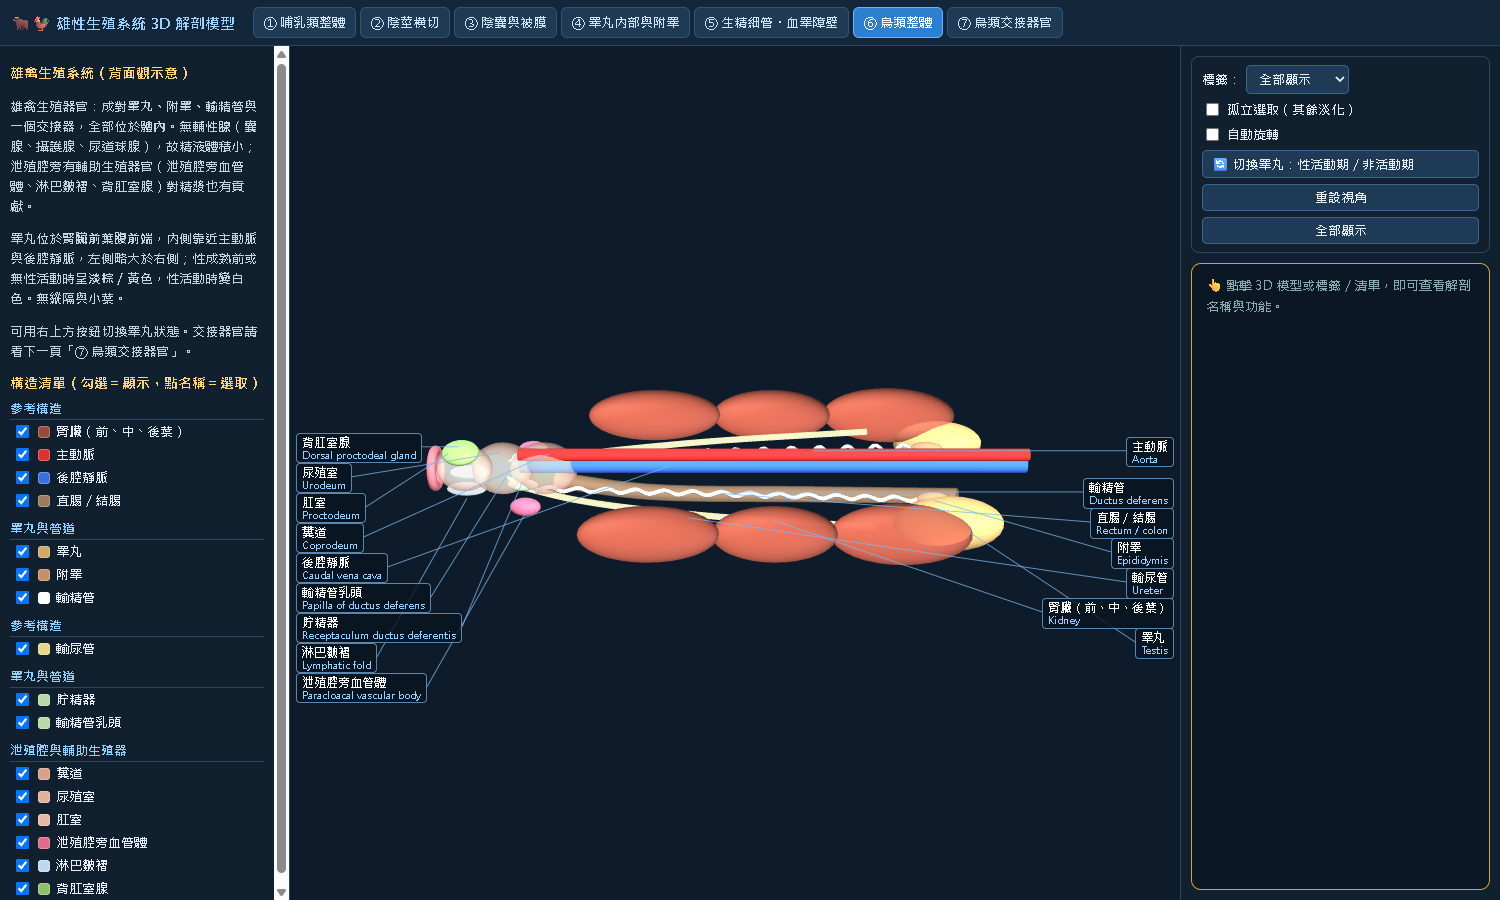 雄性生殖系統 3D 解剖模型
① 哺乳類整體
② 陰莖橫切
③ 陰囊與被膜
④ 睪丸內部與附睪
⑤ 生精細管・血睪障壁
⑥ 鳥類整體
⑦ 鳥類交接器官
雄禽生殖系統（背面觀示意）
雄禽生殖器官：成對睪丸、附睪、輸精管與
一個交接器，全部位於體內。無輔性腺（囊
腺、攝護腺、尿道球腺），故精液體積小；
泄殖腔旁有輔助生殖器官（泄殖腔旁血管
體、淋巴皺褶、背肛室腺）對精漿也有貢
獻。
睪丸位於腎臟前葉腹前端，內側靠近主動脈
與後腔靜脈，左側略大於右側；性成熟前或
無性活動時呈淡棕／黃色，性活動時變白
色。無縱隔與小葉。
可用右上方按鈕切換睪丸狀態。交接器官請
看下一頁「⑦ 鳥類交接器官」。
構造清單（勾選＝顯示，點名稱＝選取）
參考構造
腎臟（前、中、後葉）
主動脈
後腔靜脈
直腸 / 結腸
睪丸與管道
睪丸
附睪
輸精管
參考構造
輸尿管
睪丸與管道
貯精器
輸精管乳頭
泄殖腔與輔助生殖器
糞道
尿殖室
肛室
泄殖腔旁血管體
淋巴皺褶
背肛室腺
背肛室腺
Dorsal proctodeal gland
尿殖室
Urodeum
肛室
Proctodeum
糞道
Coprodeum
後腔靜脈
Caudal vena cava
輸精管乳頭
Papilla of ductus deferens
貯精器
Receptaculum ductus deferentis
淋巴皺褶
Lymphatic fold
泄殖腔旁血管體
Paracloacal vascular body
主動脈
Aorta
輸精管
Ductus deferens
直腸 / 結腸
Rectum / colon
附睪
Epididymis
輸尿管
Ureter
腎臟（前、中、後葉）
Kidney
睪丸
Testis
標籤：
全部顯示
孤立選取（其餘淡化）
自動旋轉
切換睪丸：性活動期 / 非活動期
重設視角
全部顯示
點擊 3D 模型或標籤 / 清單，即可查看解剖
名稱與功能。